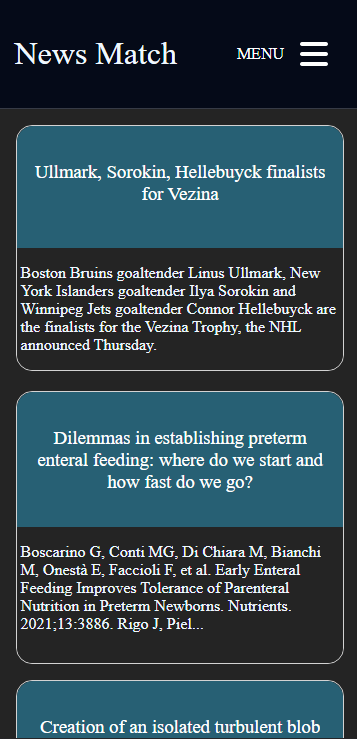 News Match
MENU
Ullmark, Sorokin, Hellebuyck finalists
for Vezina
Boston Bruins goaltender Linus Ullmark, New
York Islanders goaltender Ilya Sorokin and
Winnipeg Jets goaltender Connor Hellebuyck are
the finalists for the Vezina Trophy, the NHL
announced Thursday.
Dilemmas in establishing preterm
enteral feeding: where do we start and
how fast do we go?
Boscarino G, Conti MG, Di Chiara M, Bianchi
M, Onestà E, Faccioli F, et al. Early Enteral
Feeding Improves Tolerance of Parenteral
Nutrition in Preterm Newborns. Nutrients.
2021;13:3886. Rigo J, Piel...
Creation of an isolated turbulent blob